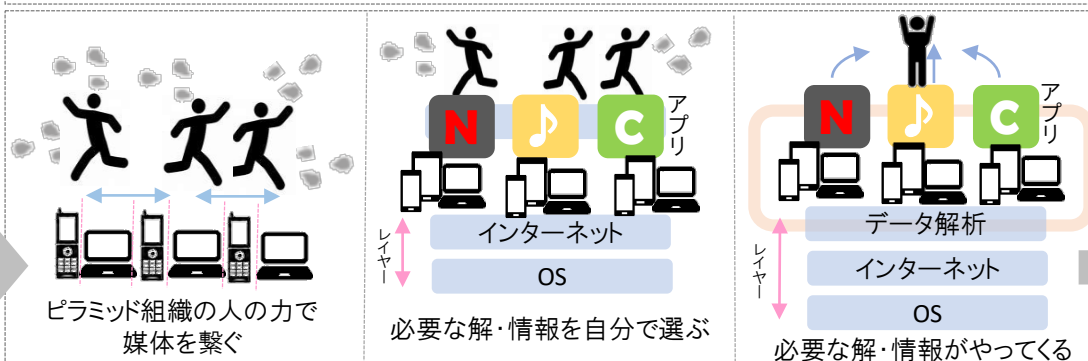 ピラミッド組織の人の力で
媒体を繋ぐ
N
C
アプリ
レイヤー
インターネット
OS
必要な解・情報を自分で選ぶ
N
C
アプリ
レイヤー
データ解析
インターネット
OS
必要な解・情報がやってくる